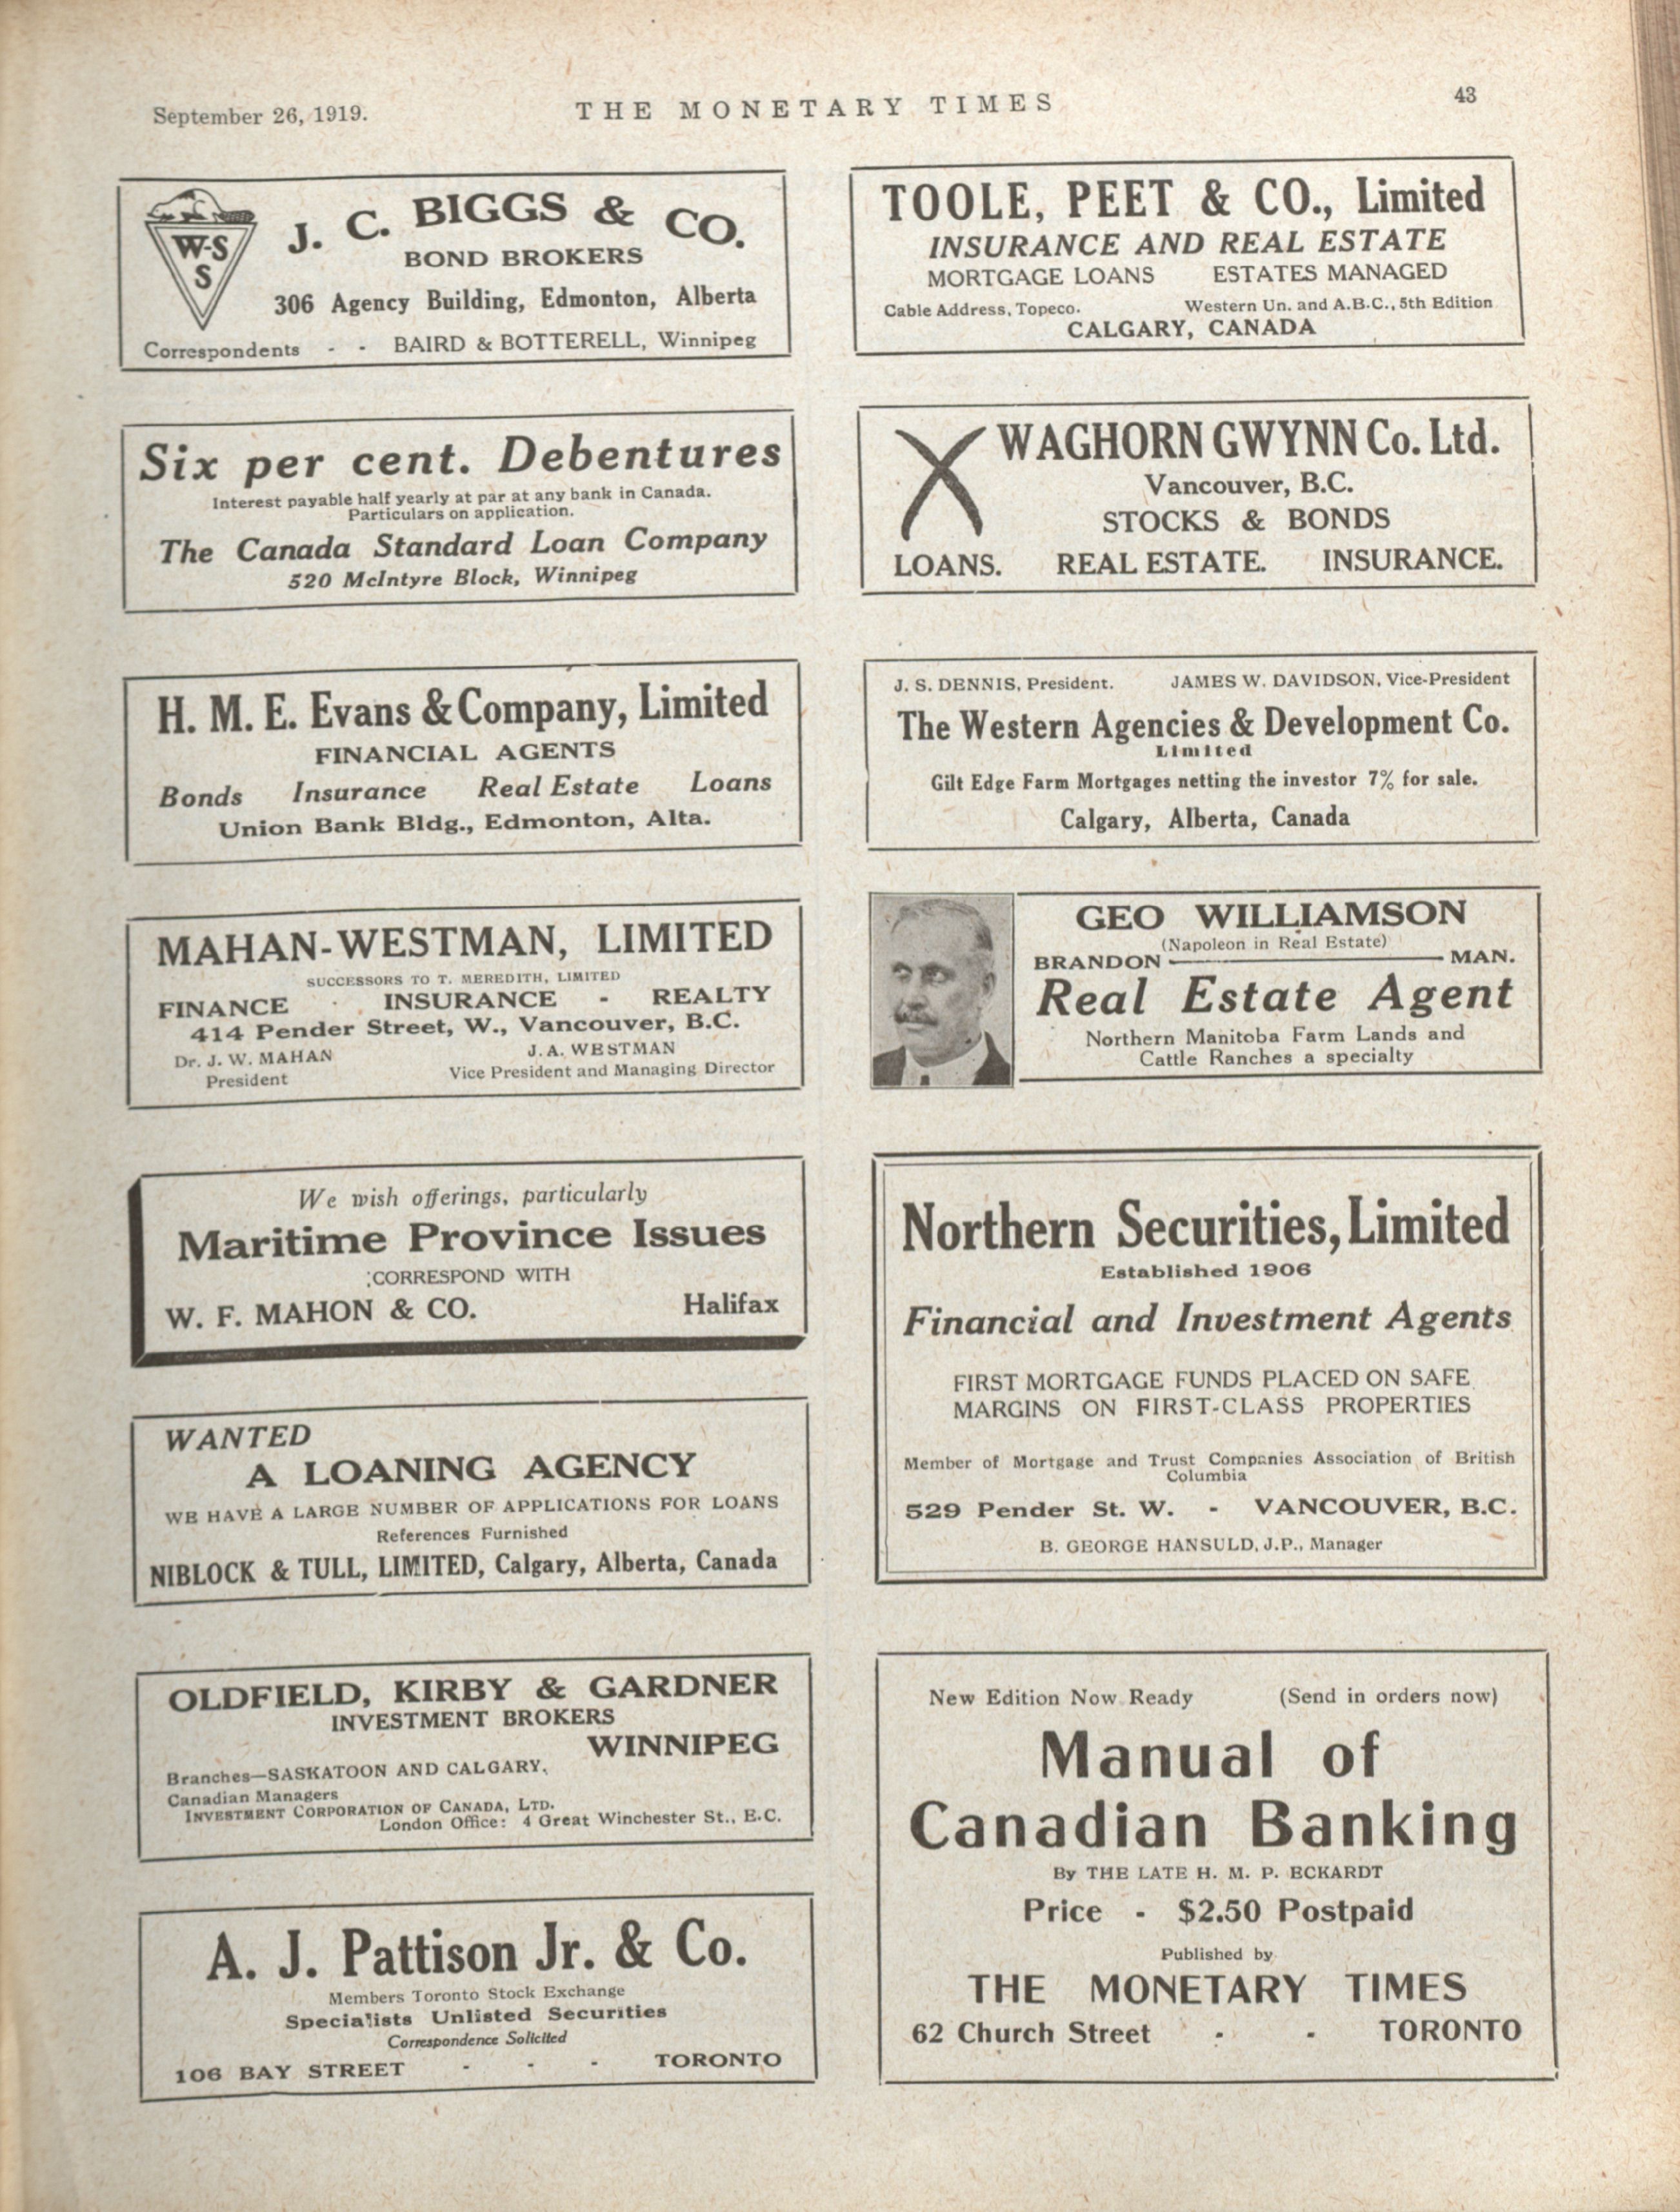 September 26, 1919.
THE MONETARY TIMES
43
W-S
S
J. C. BIGGS & CO.
BOND BROKERS
306 Agency Building, Edmonton, Alberta
Correspondents - - BAIRD & BOTTERELL, Winnipeg
Six per cent. Debentures
Interest payable half yearly at par at any bank in Canada.
Particulars on application.
The Canada Standard Loan Company
520 McIntyre Block, Winnipeg
H. M. E. Evans & Company, Limited
FINANCIAL AGENTS
Bonds Insurance Real Estate Loans
Union Bank Bldg., Edmonton, Alta.
MAHAN-WESTMAN, LIMITED
SUCCESSORS TO T. MEREDITH, LIMITED
FINANCE · INSURANCE - REALTY
414 Pender Street, W., Vancouver, B.C.
Dr. J. W. MAHAN J. A. WESTMAN
President Vice President and Managing Director
We wish offerings, particularly
Maritime Province Issues
CORRESPOND WITH
W. F. MAHON & CO. Halifax
WANTED
A LOANING AGENCY
WE HAVE A LARGE NUMBER OF APPLICATIONS FOR LOANS
References Furnished
NIBLOCK & TULL, LIMITED, Calgary, Alberta, Canada
OLDFIELD, KIRBY & GARDNER
INVESTMENT BROKERS
WINNIPEG
Branches—SASKATOON AND CALGARY.
Canadian Managers
INVESTMENT CORPORATION OF CANADA, LTD.
London Office: 4 Great Winchester St., E.C.
A. J. Pattison Jr. & Co.
Members Toronto Stock Exchange
Specialists Unlisted Securities
Correspondence Solicited
106 BAY STREET - - - TORONTO
TOOLE, PEET & CO., Limited
INSURANCE AND REAL ESTATE
MORTGAGE LOANS ESTATES MANAGED
Cable Address, Topeco. Western Un. and A.B.C., 5th Edition
CALGARY, CANADA
WAGHORN GWYNN Co. Ltd.
Vancouver, B.C.
STOCKS & BONDS
LOANS. REAL ESTATE. INSURANCE.
J. S. DENNIS, President. JAMES W. DAVIDSON, Vice-President
The Western Agencies & Development Co.
Limited
Gilt Edge Farm Mortgages netting the investor 7% for sale.
Calgary, Alberta, Canada
GEO WILLIAMSON
(Napoleon in Real Estate)
BRANDON MAN.
Real Estate Agent
Northern Manitoba Farm Lands and
Cattle Ranches a specialty
Northern Securities, Limited
Established 1906
Financial and Investment Agents
FIRST MORTGAGE FUNDS PLACED ON SAFE
MARGINS ON FIRST-CLASS PROPERTIES
Member of Mortgage and Trust Companies Association of British
Columbia
529 Pender St. W. - VANCOUVER, B.C.
B. GEORGE HANSULD, J.P., Manager
New Edition Now Ready (Send in orders now)
Manual of
Canadian Banking
By THE LATE H. M. P. ECKARDT
Price - $2.50 Postpaid
Published by
THE MONETARY TIMES
62 Church Street - - TORONTO